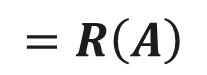 = R(A)